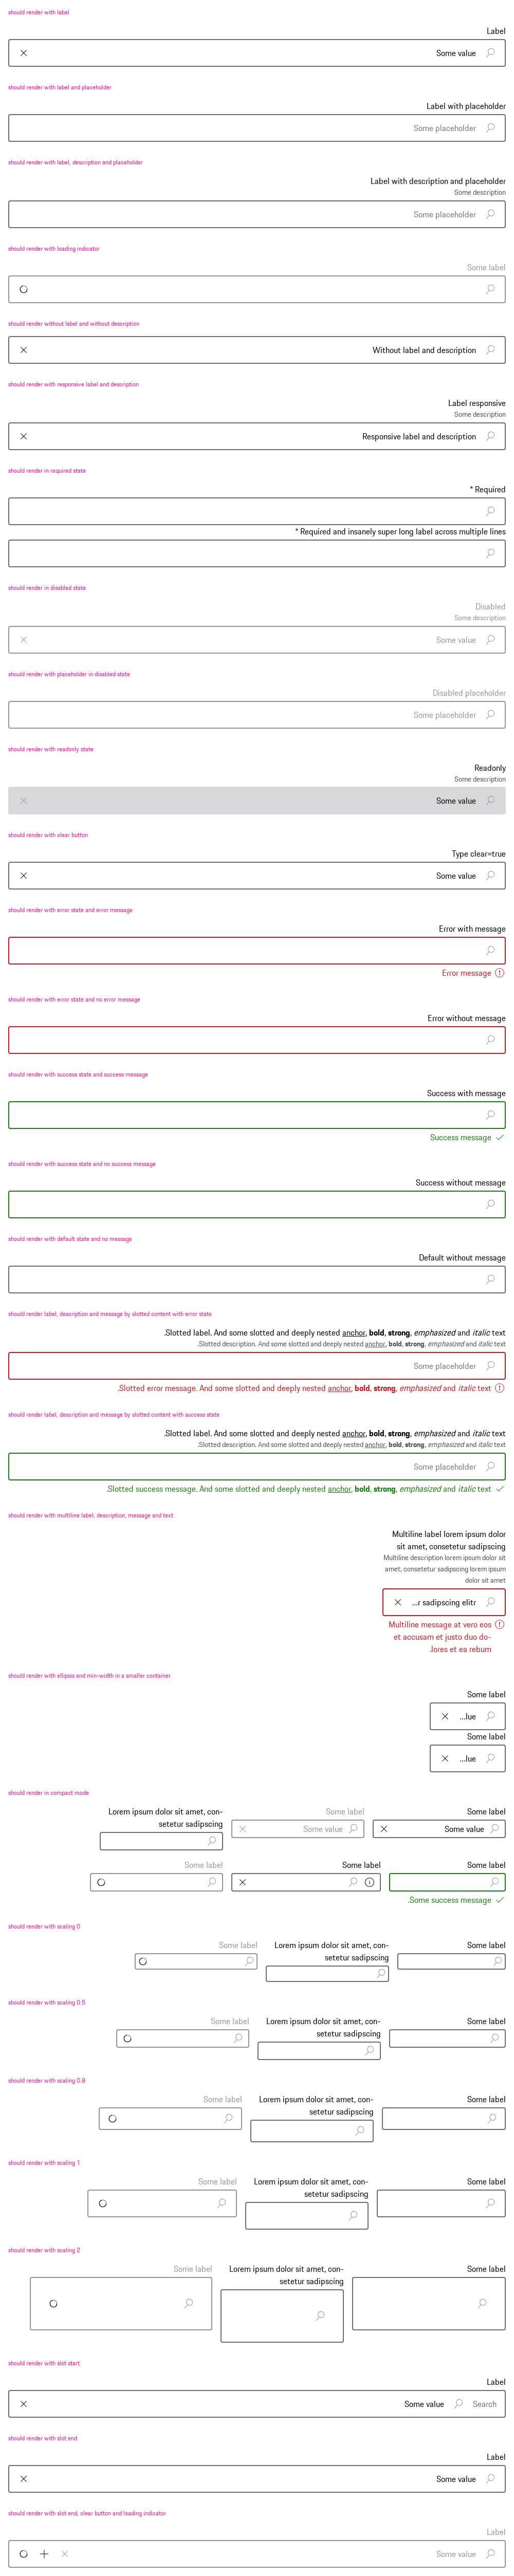 should render with label
Label
Some value
should render with label and placeholder
Label with placeholder
Some placeholder
should render with label, description and placeholder
Label with description and placeholder
Some description
Some placeholder
should render with loading indicator
Some label
should render without label and without description
Without label and description
should render with responsive label and description
Label responsive
Some description
Responsive label and description
should render in required state
* Required
* Required and insanely super long label across multiple lines
should render in disabled state
Disabled
Some description
Some value
should render with placeholder in disabled state
Disabled placeholder
Some placeholder
should render with readonly state
Readonly
Some description
Some value
should render with clear button
Type clear=true
Some value
should render with error state and error message
Error with message
Error message
should render with error state and no error message
Error without message
should render with success state and success message
Success with message
Success message
should render with success state and no success message
Success without message
should render with default state and no message
Default without message
should render label, description and message by slotted content with error state
.Slotted label. And some slotted and deeply nested anchor, bold, strong, emphasized and italic text
.Slotted description. And some slotted and deeply nested anchor, bold, strong, emphasized and italic text
Some placeholder
.Slotted error message. And some slotted and deeply nested anchor, bold, strong, emphasized and italic text
should render label, description and message by slotted content with success state
.Slotted label. And some slotted and deeply nested anchor, bold, strong, emphasized and italic text
.Slotted description. And some slotted and deeply nested anchor, bold, strong, emphasized and italic text
Some placeholder
.Slotted success message. And some slotted and deeply nested anchor, bold, strong, emphasized and italic text
should render with multiline label, description, message and text
Multiline label lorem ipsum dolor
sit amet, consetetur sadipscing
Multiline description lorem ipsum dolor sit
amet, consetetur sadipscing lorem ipsum
dolor sit amet
...r sadipscing elitr
Multiline message at vero eos
et accusam et justo duo do-
.lores et ea rebum
should render with ellipsis and min-width in a smaller container
Some label
...lue
Some label
...lue
should render in compact mode
Lorem ipsum dolor sit amet, con-
setetur sadipscing
Some label
Some value
Some label
Some value
Some label
Some label
Some label
.Some success message
should render with scaling 0
Some label
Lorem ipsum dolor sit amet, con-
setetur sadipscing
Some label
should render with scaling 0.5
Some label
Lorem ipsum dolor sit amet, con-
setetur sadipscing
Some label
should render with scaling 0.8
Some label
Lorem ipsum dolor sit amet, con-
setetur sadipscing
Some label
should render with scaling 1
Some label
Lorem ipsum dolor sit amet, con-
setetur sadipscing
Some label
should render with scaling 2
Some label
Lorem ipsum dolor sit amet, con-
setetur sadipscing
Some label
should render with slot start
Label
Some value
Search
should render with slot end
Label
Some value
should render with slot end, clear button and loading indicator
Label
Some value